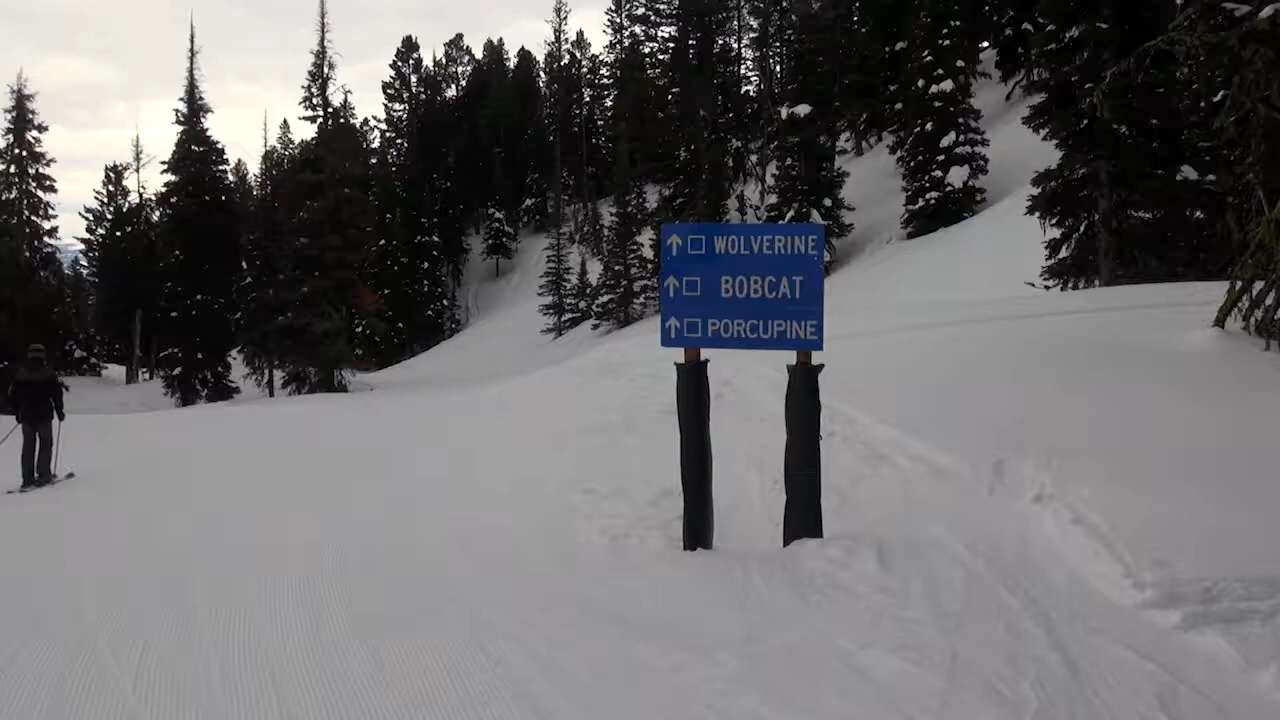 ↑ □ WOLVERINE
↑ □ BOBCAT
↑ □ PORCUPINE